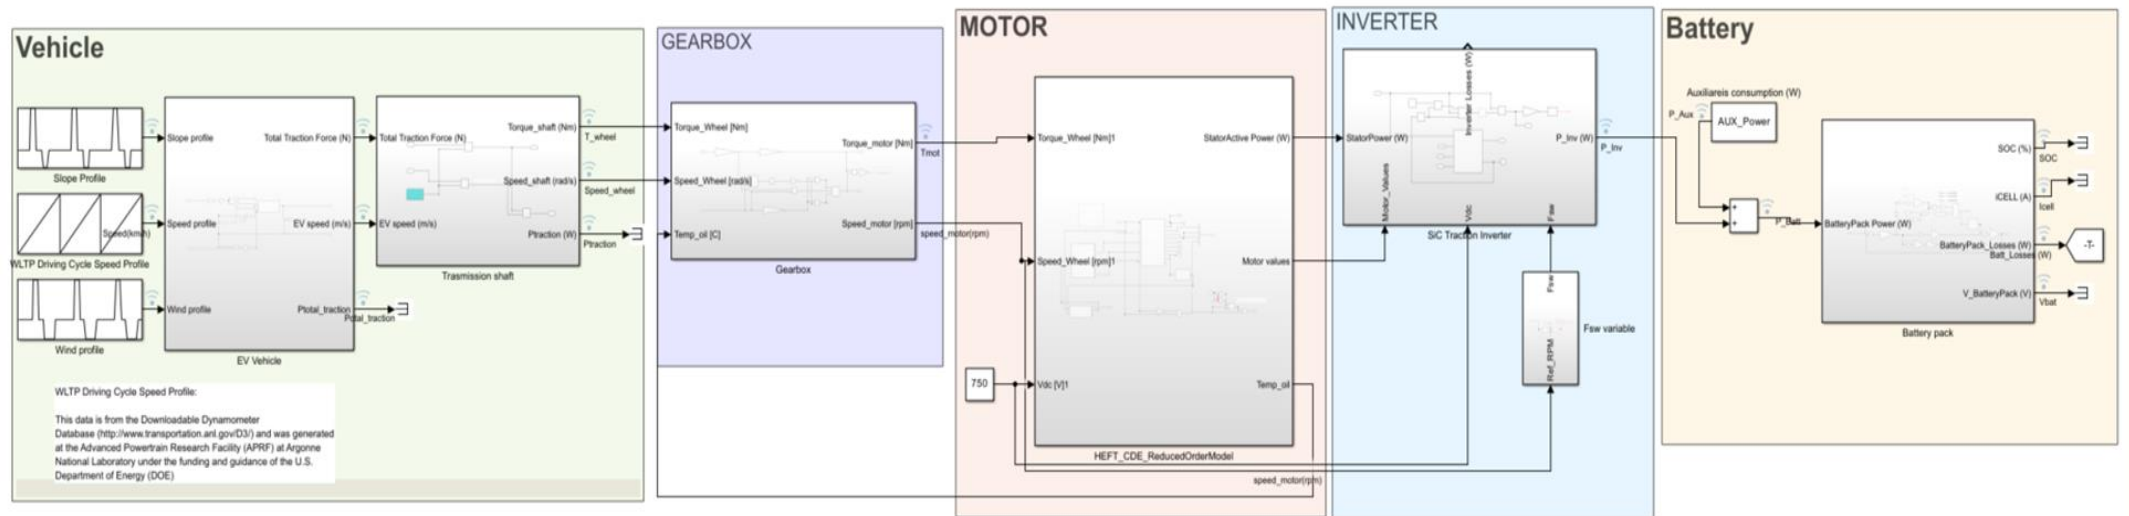 Vehicle
Slope Profile
Speed(km/h)
WLTP Driving Cycle Speed Profile
Wind profile
Slope profile
Speed profile
Wind profile
Total Traction Force (N)
EV speed (m/s)
Ptotal_traction
Ptotal_traction
EV Vehicle
Total Traction Force (N)
EV speed (m/s)
Torque_shaft (Nm)
Speed_shaft (rad/s)
Ptraction (W)
Trasmission shaft
T_wheel
Speed_wheel
Ptraction
WLTP Driving Cycle Speed Profile:
This data is from the Downloadable Dynamometer
Database (http://www.transportation.anl.gov/D3/) and was generated
at the Advanced Powertrain Research Facility (APRF) at Argonne
National Laboratory under the funding and guidance of the U.S.
Department of Energy (DOE)
GEARBOX
Torque_Wheel [Nm]
Speed_Wheel [rad/s]
Temp_oil [C]
Torque_motor [Nm]
Speed_motor [rpm]
Gearbox
Tmot
speed_motor(rpm)
MOTOR
Torque_Wheel [Nm]1
Speed_Wheel [rpm]1
750
Vdc [V]1
StatorActive Power (W)
Motor values
Temp_oil
HEFT_CDE_ReducedOrderModel
speed_motor(rpm)
INVERTER
Inverter Losses (W)
StatorPower (W)
P_Inv (W)
P_Inv
Motor_Values
Vdc
Fsw
SiC Traction Inverter
Fsw
Ref_RPM
Fsw variable
Battery
Auxiliareis consumption (W)
P_Aux
AUX_Power
+
+
P_Batt
BatteryPack Power (W)
SOC (%)
iCELL (A)
BatteryPack_Losses (W)
V_BatteryPack (V)
Battery pack
SOC
Icell
Batt_Losses (W)
Vbat
-T-